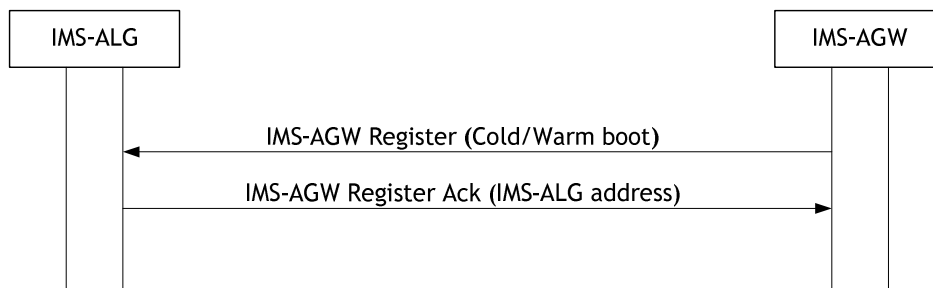 IMS-ALG
IMS-AGW
IMS-AGW Register (Cold/Warm boot)
IMS-AGW Register Ack (IMS-ALG address)